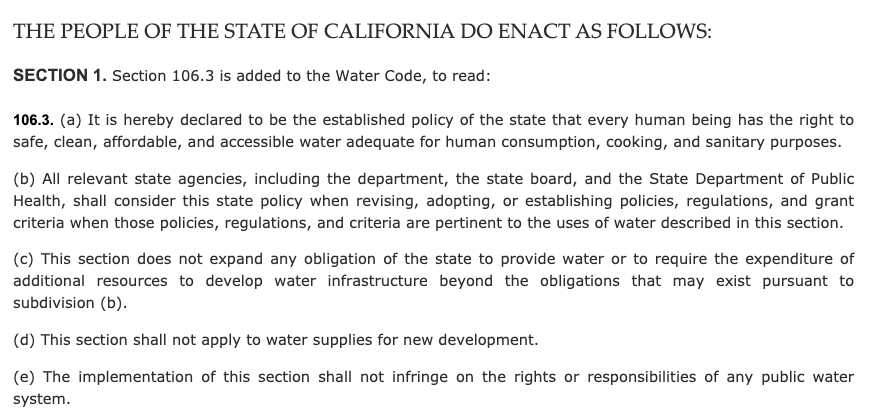 THE PEOPLE OF THE STATE OF CALIFORNIA DO ENACT AS FOLLOWS:
SECTION 1. Section 106.3 is added to the Water Code, to read:
106.3. (a) It is hereby declared to be the established policy of the state that every human being has the right to
safe, clean, affordable, and accessible water adequate for human consumption, cooking, and sanitary purposes.
(b) All relevant state agencies, including the department, the state board, and the State Department of Public
Health, shall consider this state policy when revising, adopting, or establishing policies, regulations, and grant
criteria when those policies, regulations, and criteria are pertinent to the uses of water described in this section.
(c) This section does not expand any obligation of the state to provide water or to require the expenditure of
additional resources to develop water infrastructure beyond the obligations that may exist pursuant to
subdivision (b).
(d) This section shall not apply to water supplies for new development.
(e) The implementation of this section shall not infringe on the rights or responsibilities of any public water
system.